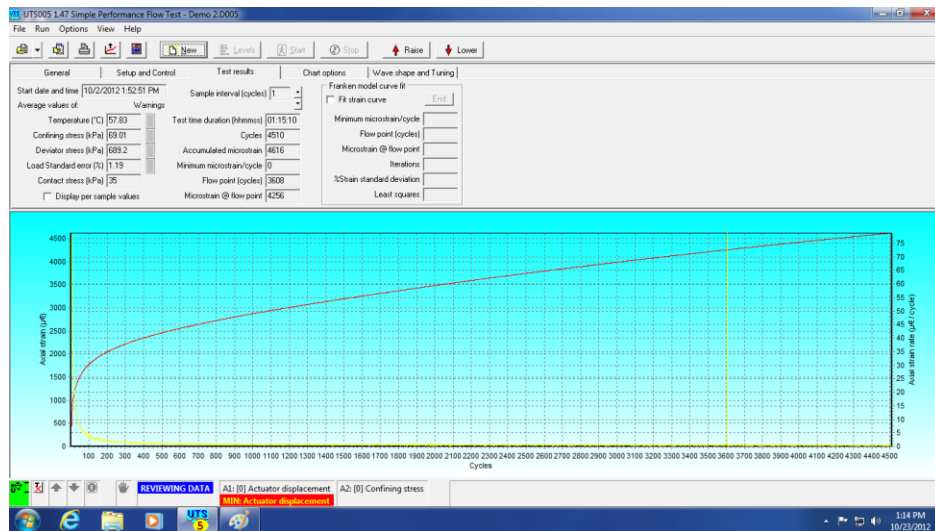 UTS005 1.47 Simple Performance Flow Test - Demo 2.D005
File Run Options View Help
New Levels Start Stop Raise Lower
General Setup and Control Test results Chart options Wave shape and Tuning
Start date and time 10/2/2012 1:52:51 PM
Average values of: Warnings
Temperature (°C) 57.83
Confining stress (kPa) 69.01
Deviator stress (kPa) 689.2
Load Standard error (%) 1.19
Contact stress (kPa) 35
Display per sample values
Sample interval (cycles) 1
Test time duration (hhmmss) 01:15:10
Cycles 4510
Accumulated microstrain 4616
Minimum microstrain/cycle 0
Flow point (cycles) 3608
Microstrain @ flow point 4256
Franken model curve fit
Fit strain curve End
Minimum microstrain/cycle
Flow point (cycles)
Microstrain @ flow point
Iterations
%Strain standard deviation
Least squares
Axial strain (µε)
4500
4000
3500
3000
2500
2000
1500
1000
500
0
75
70
65
60
55
50
45
40
35
30
25
20
15
10
5
0
Axial strain rate (µε / cycle)
100 200 300 400 500 600 700 800 900 1000 1100 1200 1300 1400 1500 1600 1700 1800 1900 2000 2100 2200 2300 2400 2500 2600 2700 2800 2900 3000 3100 3200 3300 3400 3500 3600 3700 3800 3900 4000 4100 4200 4300 4400 4500
Cycles
REVIEWING DATA A1: [0] Actuator displacement A2: [0] Confining stress
MIN: Actuator displacement
UTS
5
1:14 PM
10/23/2012